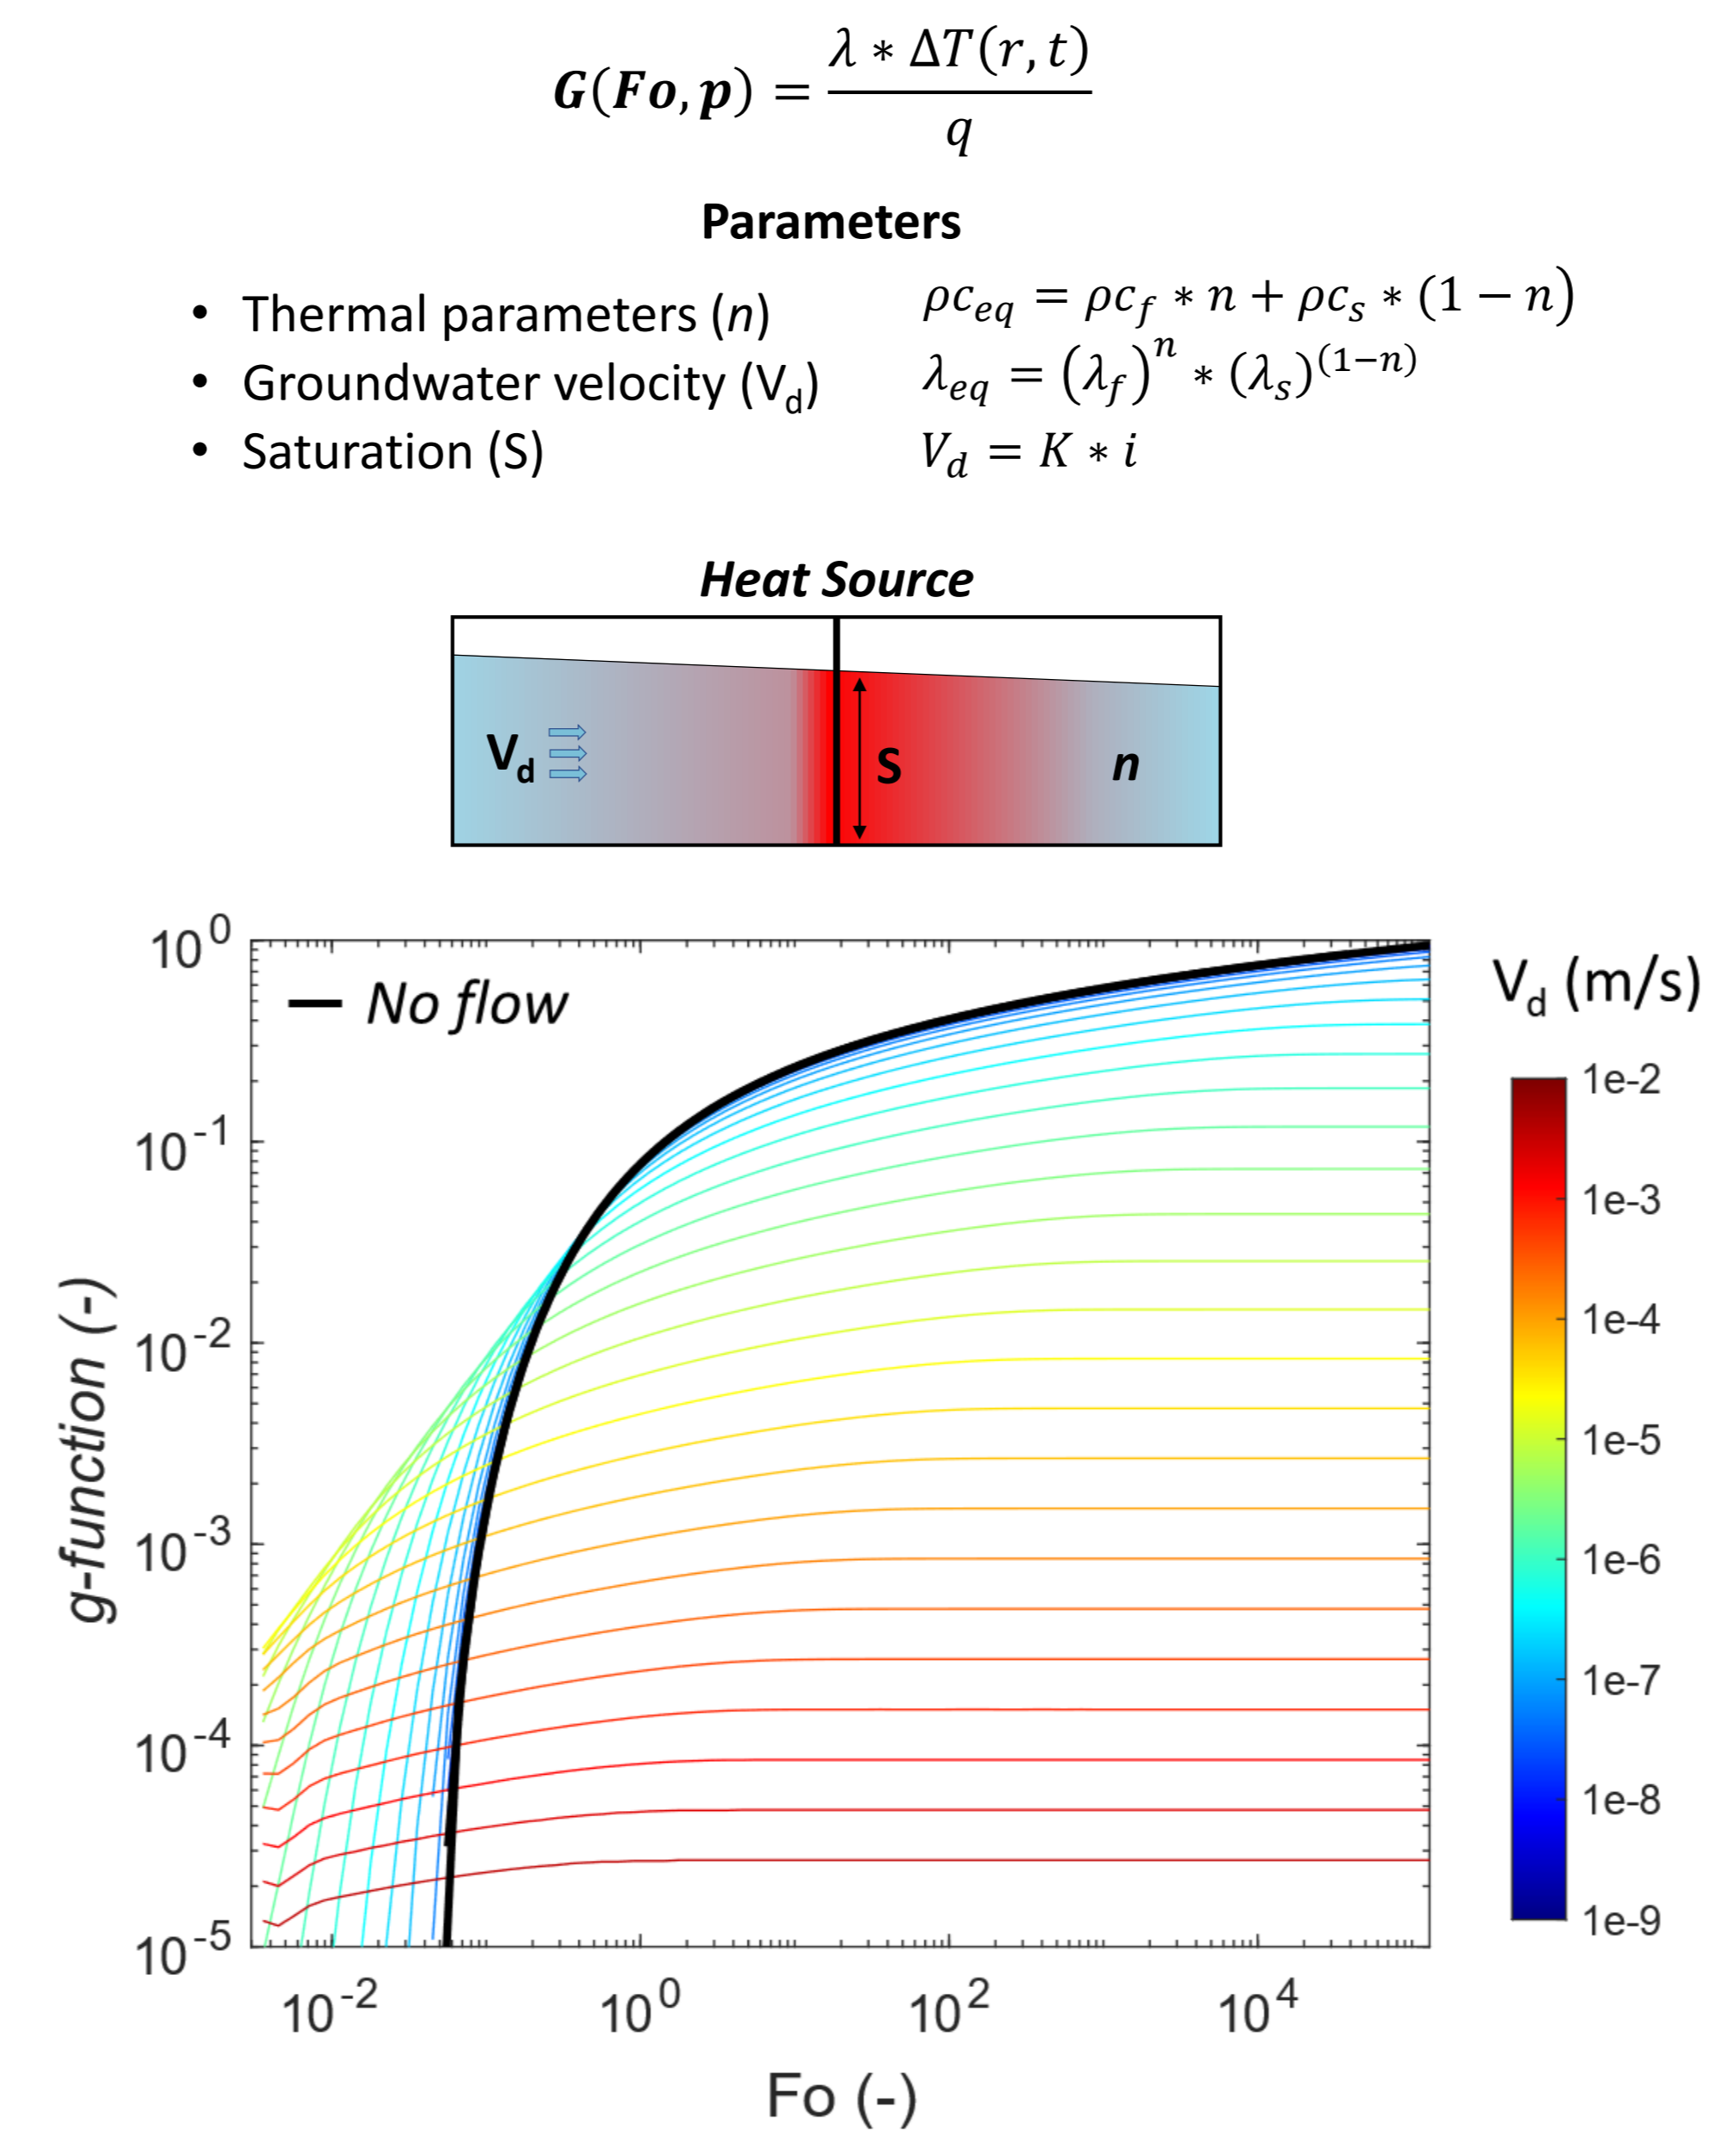 G(Fo, p) = λ * ΔT(r, t) / q
Parameters
• Thermal parameters (n)
ρc_eq = ρc_f * n + ρc_s * (1 − n)
• Groundwater velocity (V_d)
λ_eq = (λ_f)^n * (λ_s)^(1−n)
• Saturation (S)
V_d = K * i
Heat Source
V_d
S
n
No flow
V_d (m/s)
10^0
10^-1
10^-2
10^-3
10^-4
10^-5
g-function (-)
10^-2
10^0
10^2
10^4
Fo (-)
1e-2
1e-3
1e-4
1e-5
1e-6
1e-7
1e-8
1e-9